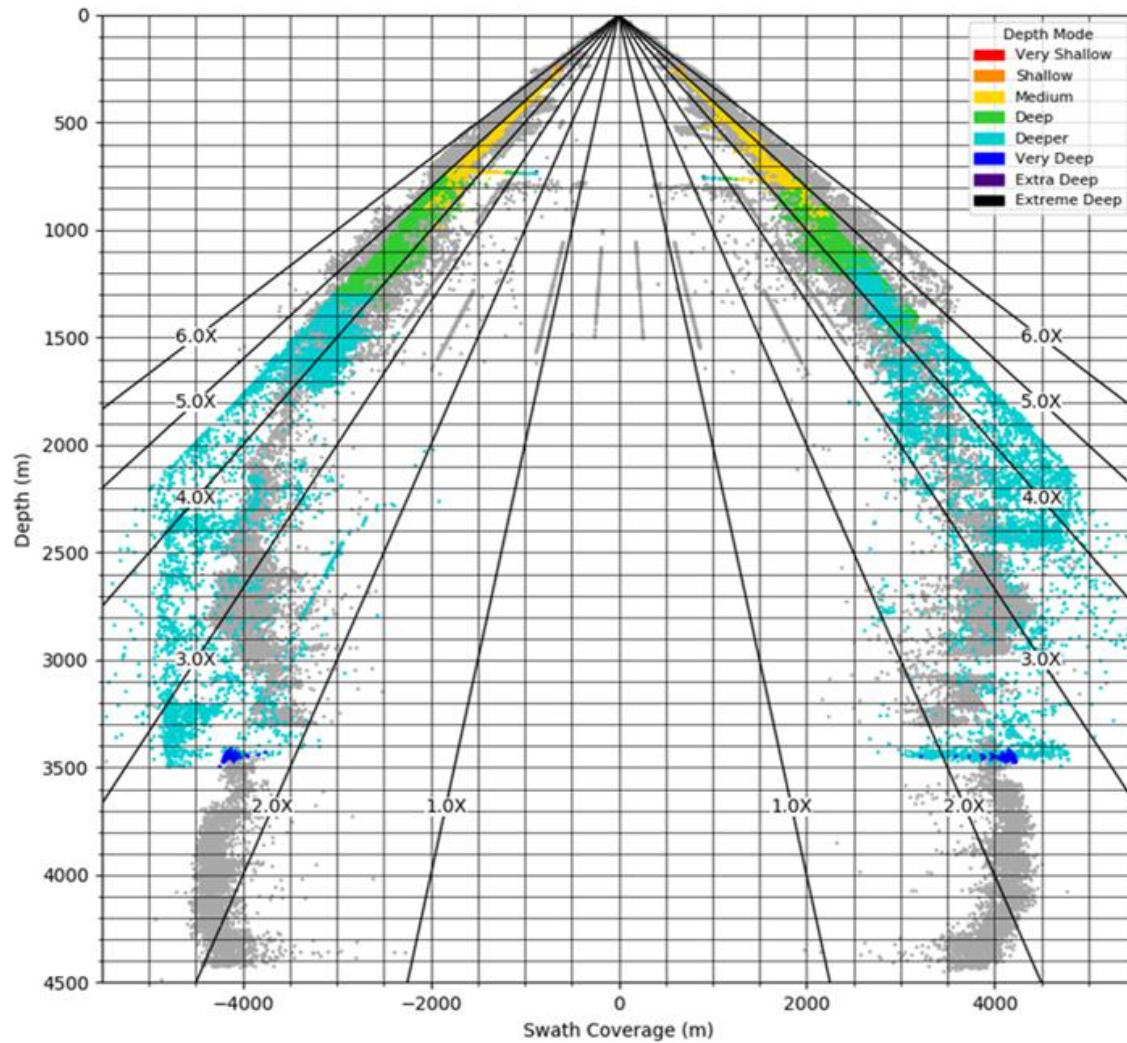 0
500
1000
1500
2000
2500
3000
3500
4000
4500
Depth (m)
Depth Mode
Very Shallow
Shallow
Medium
Deep
Deeper
Very Deep
Extra Deep
Extreme Deep
6.0X 6.0X
5.0X 5.0X
4.0X 4.0X
3.0X 3.0X
2.0X 1.0X 1.0X 2.0X
−4000 −2000 0 2000 4000
Swath Coverage (m)